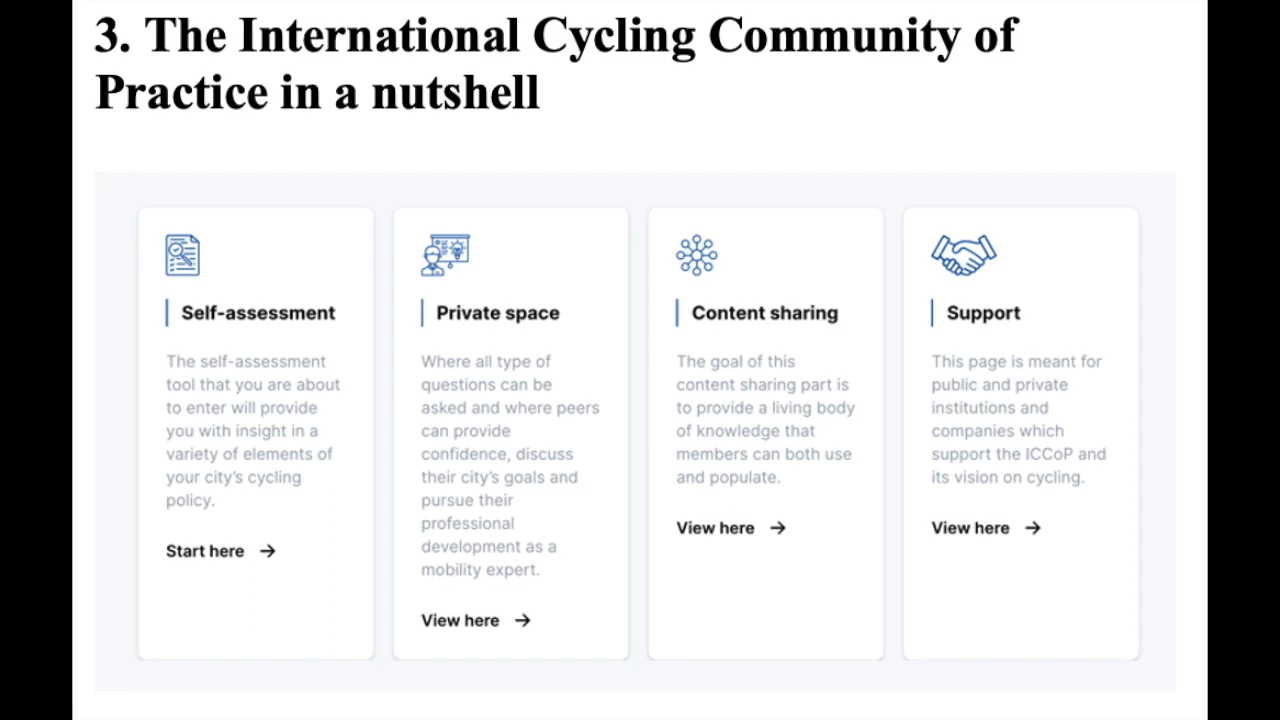 3. The International Cycling Community of
Practice in a nutshell
Self-assessment
The self-assessment
tool that you are about
to enter will provide
you with insight in a
variety of elements of
your city's cycling
policy.
Start here
Private space
Where all type of
questions can be
asked and where peers
can provide
confidence, discuss
their city's goals and
pursue their
professional
development as a
mobility expert.
View here
Content sharing
The goal of this
content sharing part is
to provide a living body
of knowledge that
members can both use
and populate.
View here
Support
This page is meant for
public and private
institutions and
companies which
support the ICCoP and
its vision on cycling.
View here